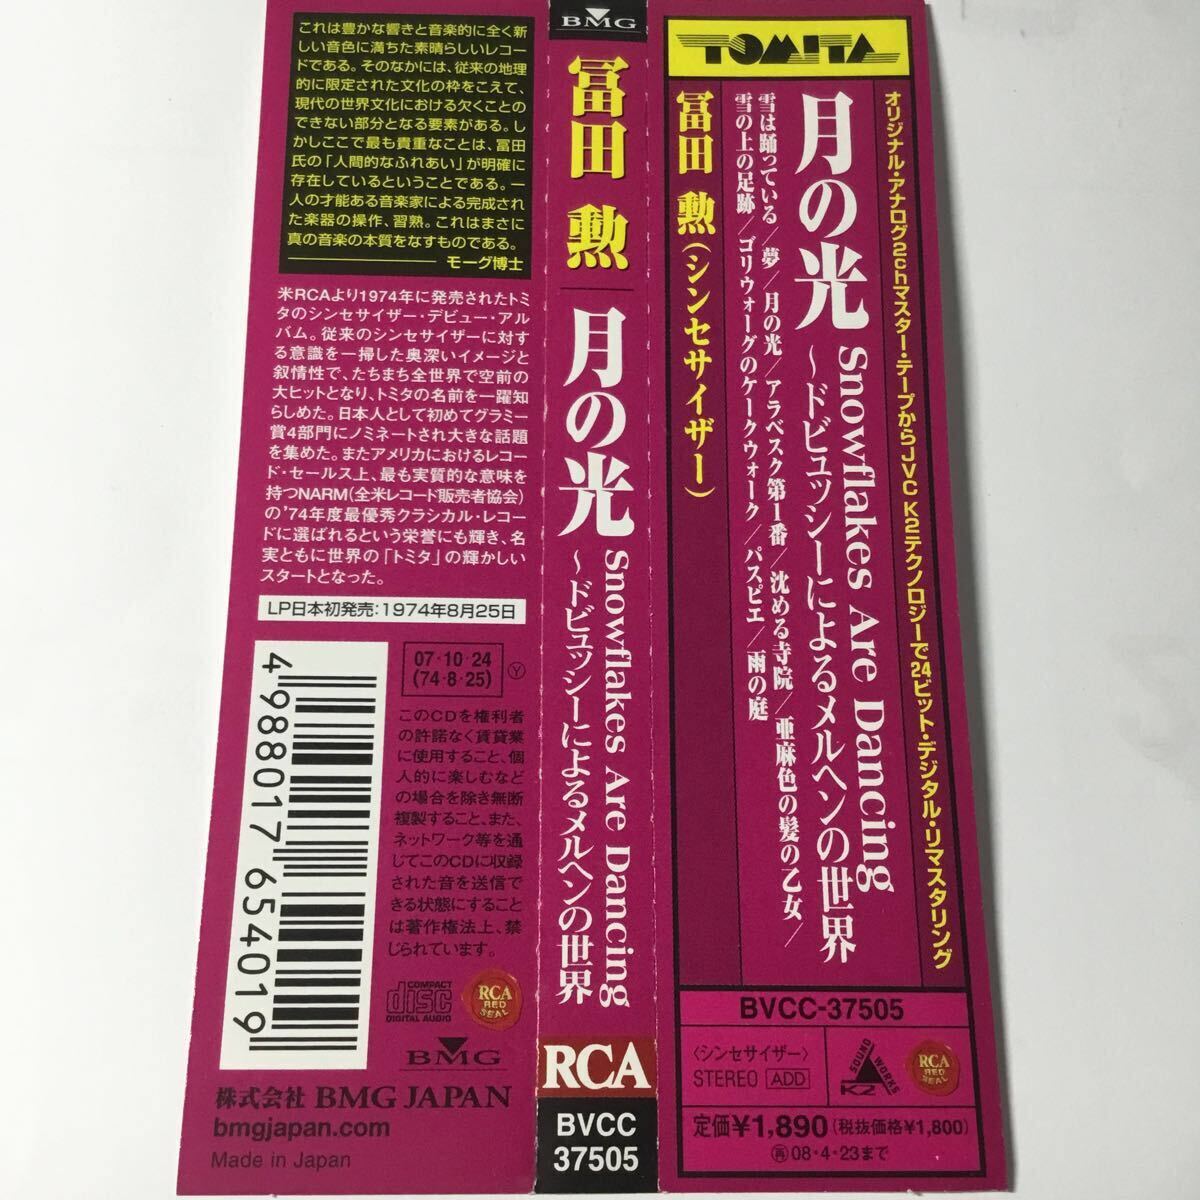 これは豊かな響きと音楽的に全く新
しい音色に満ちた素晴らしいレコー
ドである。そのなかには、従来の地理
的に限定された文化の枠をこえて、
現代の世界文化における欠くことの
できない部分となる要素がある。し
かしここで最も貴重なことは、冨田
氏の「人間的なふれあい」が明確に
存在しているということである。一
人の才能ある音楽家による完成され
た楽器の操作、習熟。これはまさに
真の音楽の本質をなすものである。
モーグ博士
米RCAより1974年に発売されたトミ
タのシンセサイザー・デビュー・アル
バム。従来のシンセサイザーに対す
る意識を一掃した奥深いイメージと
叙情性で、たちまち全世界で空前の
大ヒットとなり、トミタの名前を一躍知
らしめた。日本人として初めてグラミー
賞4部門にノミネートされ大きな話題
を集めた。またアメリカにおけるレコー
ド・セールス上、最も実質的な意味を
持つNARM(全米レコード販売者協会)
の'74年度最優秀クラシカル・レコー
ドに選ばれるという栄誉にも輝き、名
実ともに世界の「トミタ」の輝かしい
スタートとなった。
LP日本初発売：1974年8月25日
4988017654019
07・10・24
(74・8・25)
Y
このCDを権利者
の許諾なく賃貸業
に使用すること、個
人的に楽しむなど
の場合を除き無断
複製すること、また、
ネットワーク等を通
じてこのCDに収録
された音を送信で
きる状態にすること
は著作権法上、禁
じられています。
COMPACT
disc
DIGITAL AUDIO
RCA
RED
SEAL
BMG
株式会社 BMG JAPAN
bmgjapan.com
Made in Japan
BMG
冨田 勲
月の光 Snowflakes Are Dancing
～ドビュッシーによるメルヘンの世界
RCA
BVCC
37505
TOMITA
オリジナル・アナログ2chマスター・テープからJVC K2テクノロジーで24ビット・デジタル・リマスタリング
月の光 Snowflakes Are Dancing
～ドビュッシーによるメルヘンの世界
雪は踊っている/夢/月の光/アラベスク第1番/沈める寺院/亜麻色の髪の乙女/
雪の上の足跡/ゴリウォーグのケークウォーク/パスピエ/雨の庭
冨田 勲(シンセサイザー)
BVCC-37505
〈シンセサイザー〉
STEREO ADD
SOUND
WORKS
K2
RCA
RED
SEAL
定価¥1,890(税抜価格¥1,800)
再08・4・23まで